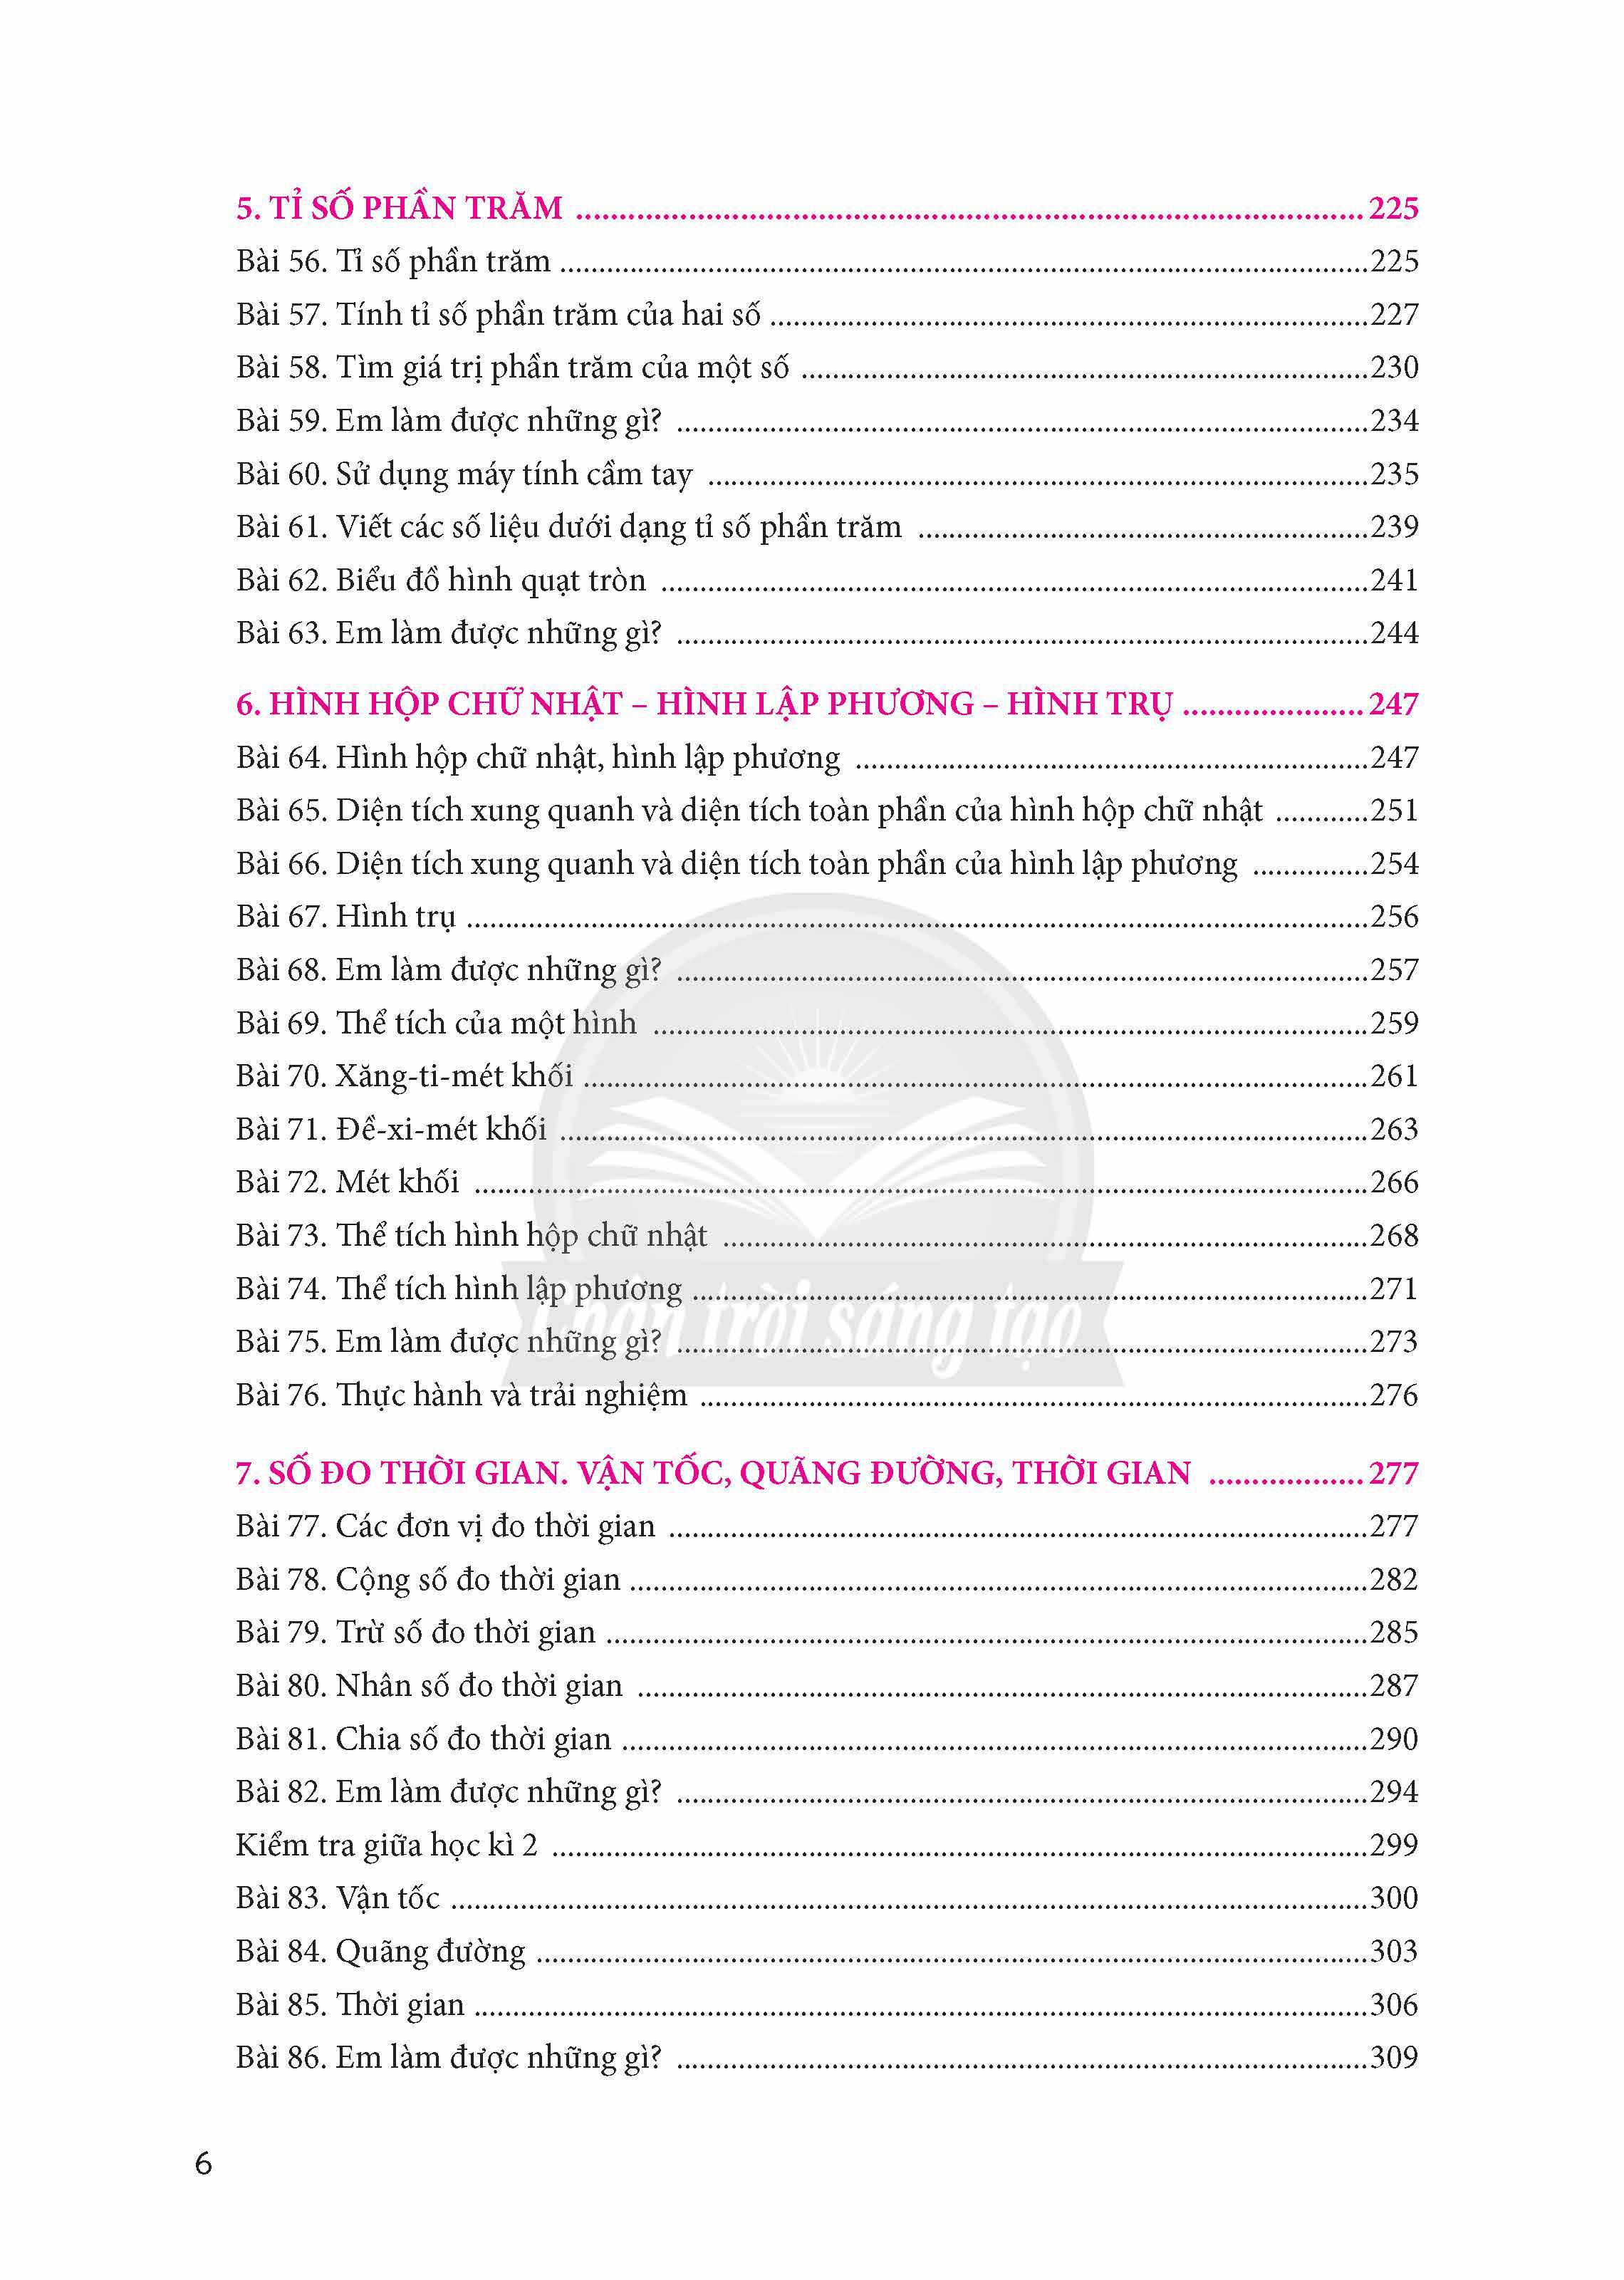 5. TỈ SỐ PHẦN TRĂM ........ 225
Bài 56. Tỉ số phần trăm ........ 225
Bài 57. Tính tỉ số phần trăm của hai số ........ 227
Bài 58. Tìm giá trị phần trăm của một số ........ 230
Bài 59. Em làm được những gì? ........ 234
Bài 60. Sử dụng máy tính cầm tay ........ 235
Bài 61. Viết các số liệu dưới dạng tỉ số phần trăm ........ 239
Bài 62. Biểu đồ hình quạt tròn ........ 241
Bài 63. Em làm được những gì? ........ 244
6. HÌNH HỘP CHỮ NHẬT – HÌNH LẬP PHƯƠNG – HÌNH TRỤ ........ 247
Bài 64. Hình hộp chữ nhật, hình lập phương ........ 247
Bài 65. Diện tích xung quanh và diện tích toàn phần của hình hộp chữ nhật ........ 251
Bài 66. Diện tích xung quanh và diện tích toàn phần của hình lập phương ........ 254
Bài 67. Hình trụ ........ 256
Bài 68. Em làm được những gì? ........ 257
Bài 69. Thể tích của một hình ........ 259
Bài 70. Xăng-ti-mét khối ........ 261
Bài 71. Đề-xi-mét khối ........ 263
Bài 72. Mét khối ........ 266
Bài 73. Thể tích hình hộp chữ nhật ........ 268
Bài 74. Thể tích hình lập phương ........ 271
Chân trời sáng tạo
Bài 75. Em làm được những gì? ........ 273
Bài 76. Thực hành và trải nghiệm ........ 276
7. SỐ ĐO THỜI GIAN. VẬN TỐC, QUÃNG ĐƯỜNG, THỜI GIAN ........ 277
Bài 77. Các đơn vị đo thời gian ........ 277
Bài 78. Cộng số đo thời gian ........ 282
Bài 79. Trừ số đo thời gian ........ 285
Bài 80. Nhân số đo thời gian ........ 287
Bài 81. Chia số đo thời gian ........ 290
Bài 82. Em làm được những gì? ........ 294
Kiểm tra giữa học kì 2 ........ 299
Bài 83. Vận tốc ........ 300
Bài 84. Quãng đường ........ 303
Bài 85. Thời gian ........ 306
Bài 86. Em làm được những gì? ........ 309
6